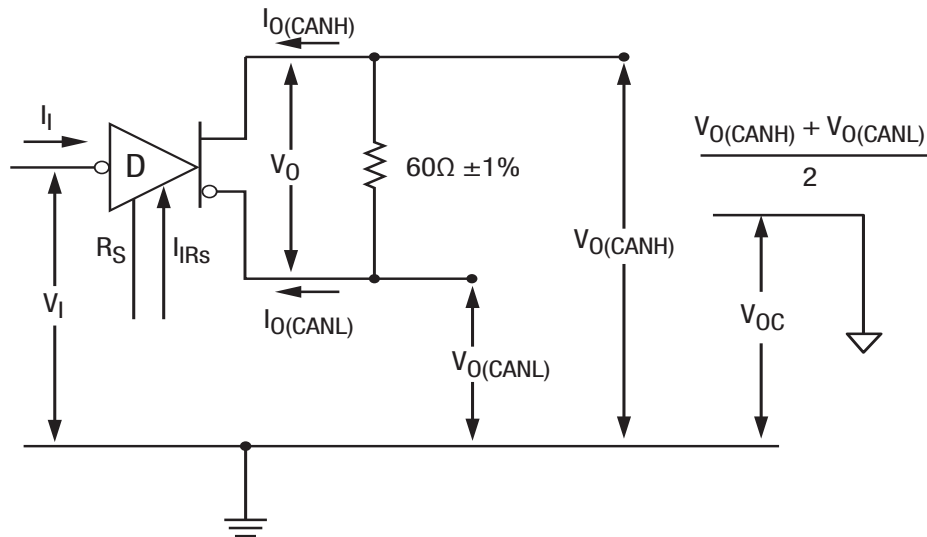 I_O(CANH)
I_I
D
V_O
60Ω ±1%
V_O(CANH) + V_O(CANL)
2
R_S
I_IRs
V_O(CANH)
V_I
I_O(CANL)
V_OC
V_O(CANL)